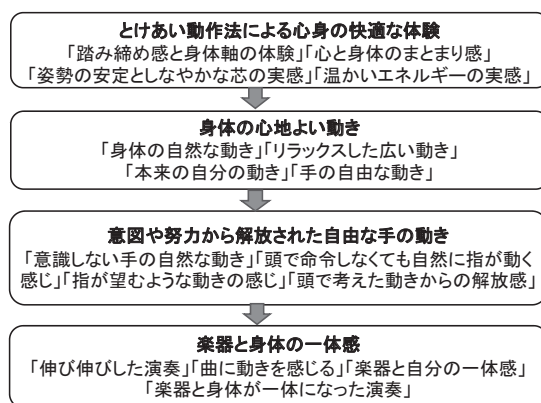 とけあい動作法による心身の快適な体験
「踏み締め感と身体軸の体験」「心と身体のまとまり感」
「姿勢の安定としなやかな芯の実感」「温かいエネルギーの実感」
身体の心地よい動き
「身体の自然な動き」「リラックスした広い動き」
「本来の自分の動き」「手の自由な動き」
意図や努力から解放された自由な手の動き
「意識しない手の自然な動き」「頭で命令しなくても自然に指が動く
感じ」「指が望むような動きの感じ」「頭で考えた動きからの解放感」
楽器と身体の一体感
「伸び伸びした演奏」「曲に動きを感じる」「楽器と自分の一体感」
「楽器と身体が一体になった演奏」